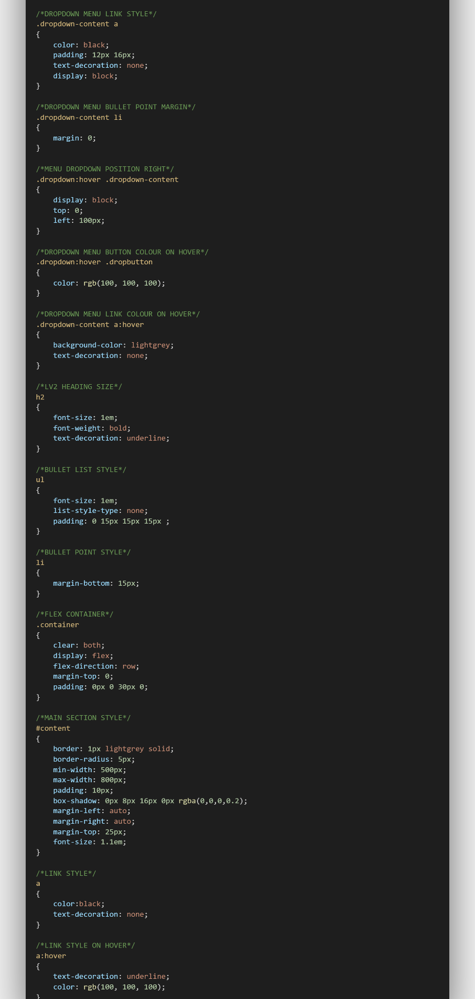 /*DROPDOWN MENU LINK STYLE*/
.dropdown-content a
{
    color: black;
    padding: 12px 16px;
    text-decoration: none;
    display: block;
}

/*DROPDOWN MENU BULLET POINT MARGIN*/
.dropdown-content li
{
    margin: 0;
}

/*MENU DROPDOWN POSITION RIGHT*/
.dropdown:hover .dropdown-content
{
    display: block;
    top: 0;
    left: 100px;
}

/*DROPDOWN MENU BUTTON COLOUR ON HOVER*/
.dropdown:hover .dropbutton
{
    color: rgb(100, 100, 100);
}

/*DROPDOWN MENU LINK COLOUR ON HOVER*/
.dropdown-content a:hover
{
    background-color: lightgrey;
    text-decoration: none;
}

/*LV2 HEADING SIZE*/
h2
{
    font-size: 1em;
    font-weight: bold;
    text-decoration: underline;
}

/*BULLET LIST STYLE*/
ul
{
    font-size: 1em;
    list-style-type: none;
    padding: 0 15px 15px 15px ;
}

/*BULLET POINT STYLE*/
li
{
    margin-bottom: 15px;
}

/*FLEX CONTAINER*/
.container
{
    clear: both;
    display: flex;
    flex-direction: row;
    margin-top: 0;
    padding: 0px 0 30px 0;
}

/*MAIN SECTION STYLE*/
#content
{
    border: 1px lightgrey solid;
    border-radius: 5px;
    min-width: 500px;
    max-width: 800px;
    padding: 10px;
    box-shadow: 0px 8px 16px 0px rgba(0,0,0,0.2);
    margin-left: auto;
    margin-right: auto;
    margin-top: 25px;
    font-size: 1.1em;
}

/*LINK STYLE*/
a
{
    color:black;
    text-decoration: none;
}

/*LINK STYLE ON HOVER*/
a:hover
{
    text-decoration: underline;
    color: rgb(100, 100, 100);
}